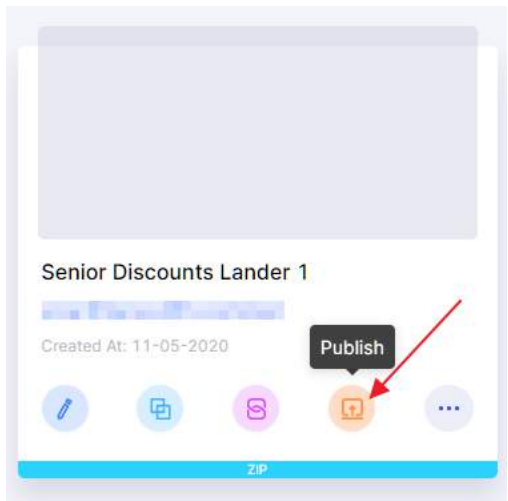 Senior Discounts Lander 1
Created At: 11-05-2020
Publish
ZIP